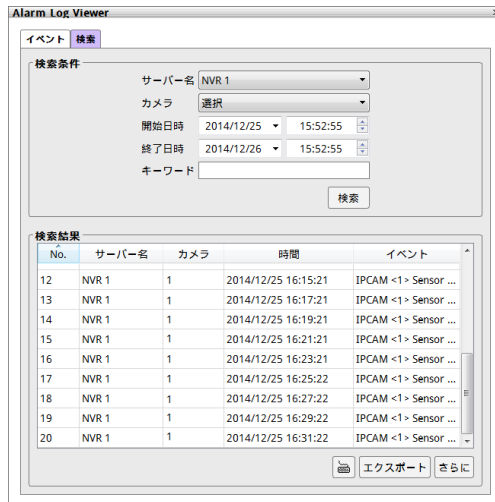 Alarm Log Viewer
イベント 検索
検索条件
サーバー名 NVR 1
カメラ 選択
開始日時 2014/12/25 15:52:55
終了日時 2014/12/26 15:52:55
キーワード
検索
検索結果
No. サーバー名 カメラ 時間 イベント
12 NVR 1 1 2014/12/25 16:15:21 IPCAM <1> Sensor ...
13 NVR 1 1 2014/12/25 16:17:21 IPCAM <1> Sensor ...
14 NVR 1 1 2014/12/25 16:19:21 IPCAM <1> Sensor ...
15 NVR 1 1 2014/12/25 16:21:21 IPCAM <1> Sensor ...
16 NVR 1 1 2014/12/25 16:23:21 IPCAM <1> Sensor ...
17 NVR 1 1 2014/12/25 16:25:22 IPCAM <1> Sensor ...
18 NVR 1 1 2014/12/25 16:27:22 IPCAM <1> Sensor ...
19 NVR 1 1 2014/12/25 16:29:22 IPCAM <1> Sensor ...
20 NVR 1 1 2014/12/25 16:31:22 IPCAM <1> Sensor ...
エクスポート さらに